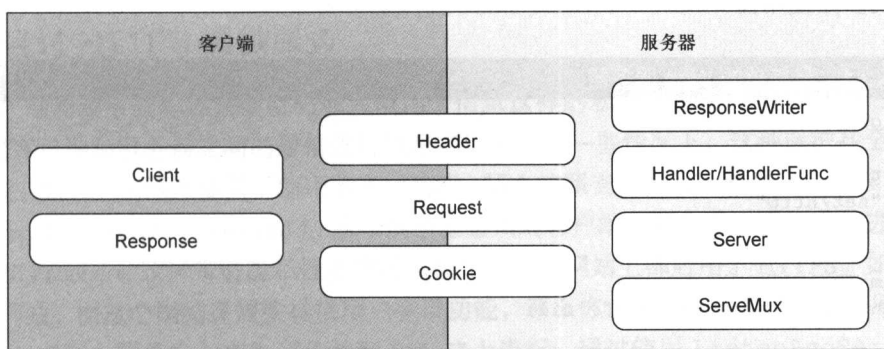 客户端
服务器
Client
Response
Header
Request
Cookie
ResponseWriter
Handler/HandlerFunc
Server
ServeMux